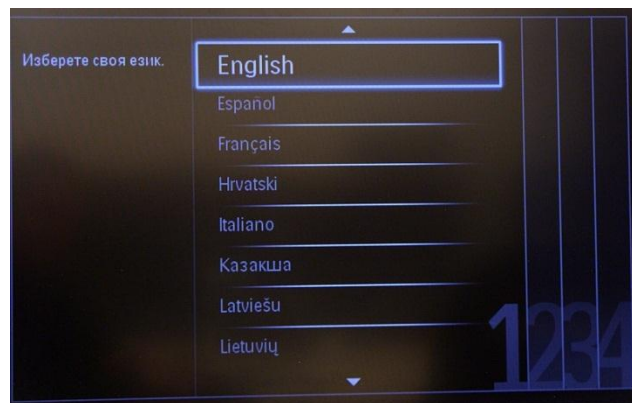 Изберете своя език.
English
Español
Français
Hrvatski
Italiano
Казакша
Latviešu
Lietuvių
1234